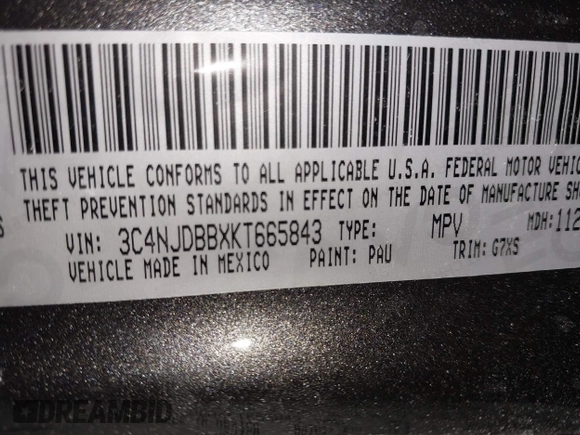 THIS VEHICLE CONFORMS TO ALL APPLICABLE U.S.A. FEDERAL MOTOR VEHIC
THEFT PREVENTION STANDARDS IN EFFECT ON THE DATE OF MANUFACTURE SH
S
VIN: 3C4NJDBBXKT665843 TYPE: MPV MDH: 112
VEHICLE MADE IN MEXICO PAINT: PAU TRIM: G7XS
DREAMBID